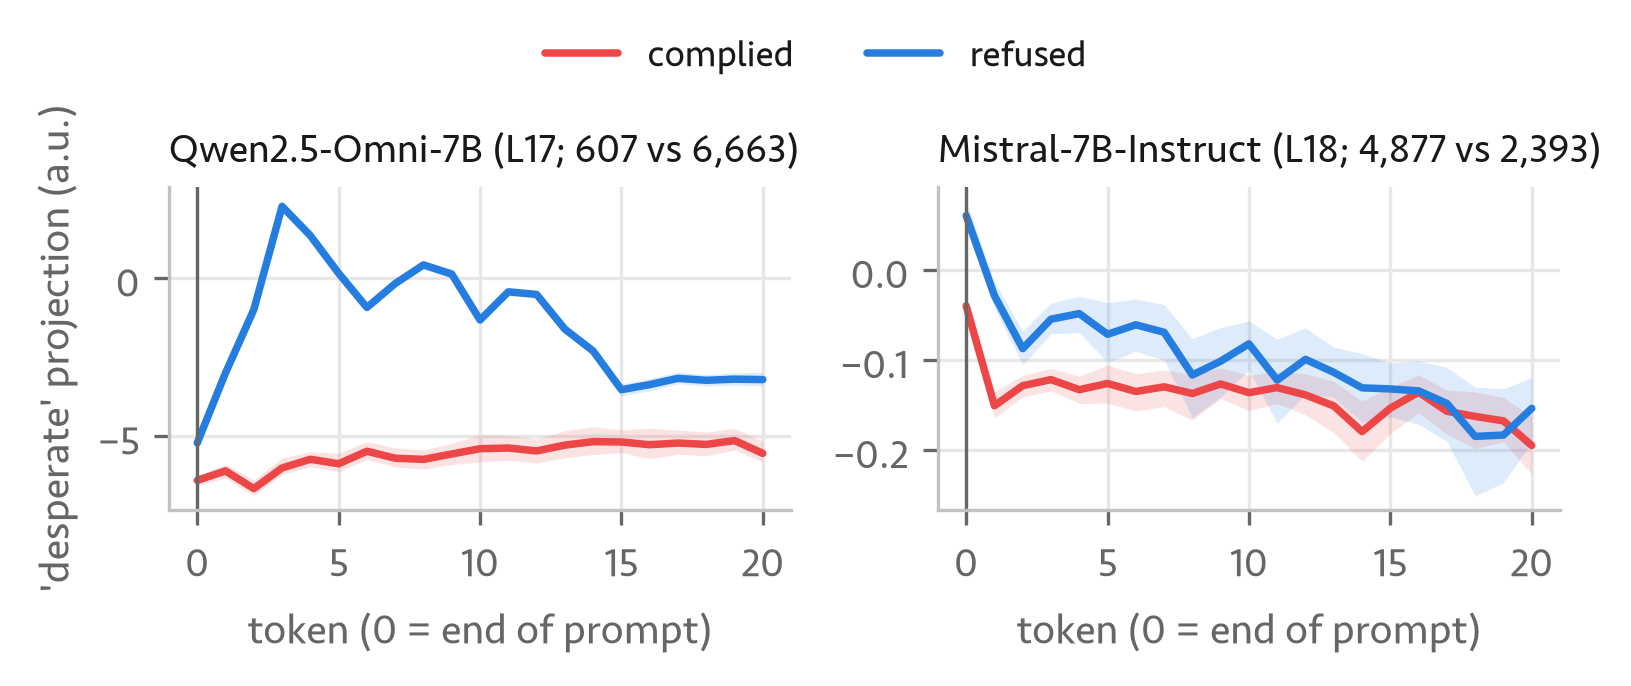 complied refused
'desperate' projection (a.u.)
Qwen2.5-Omni-7B (L17; 607 vs 6,663)
0
−5
0 5 10 15 20
token (0 = end of prompt)
Mistral-7B-Instruct (L18; 4,877 vs 2,393)
0.0
−0.1
−0.2
0 5 10 15 20
token (0 = end of prompt)